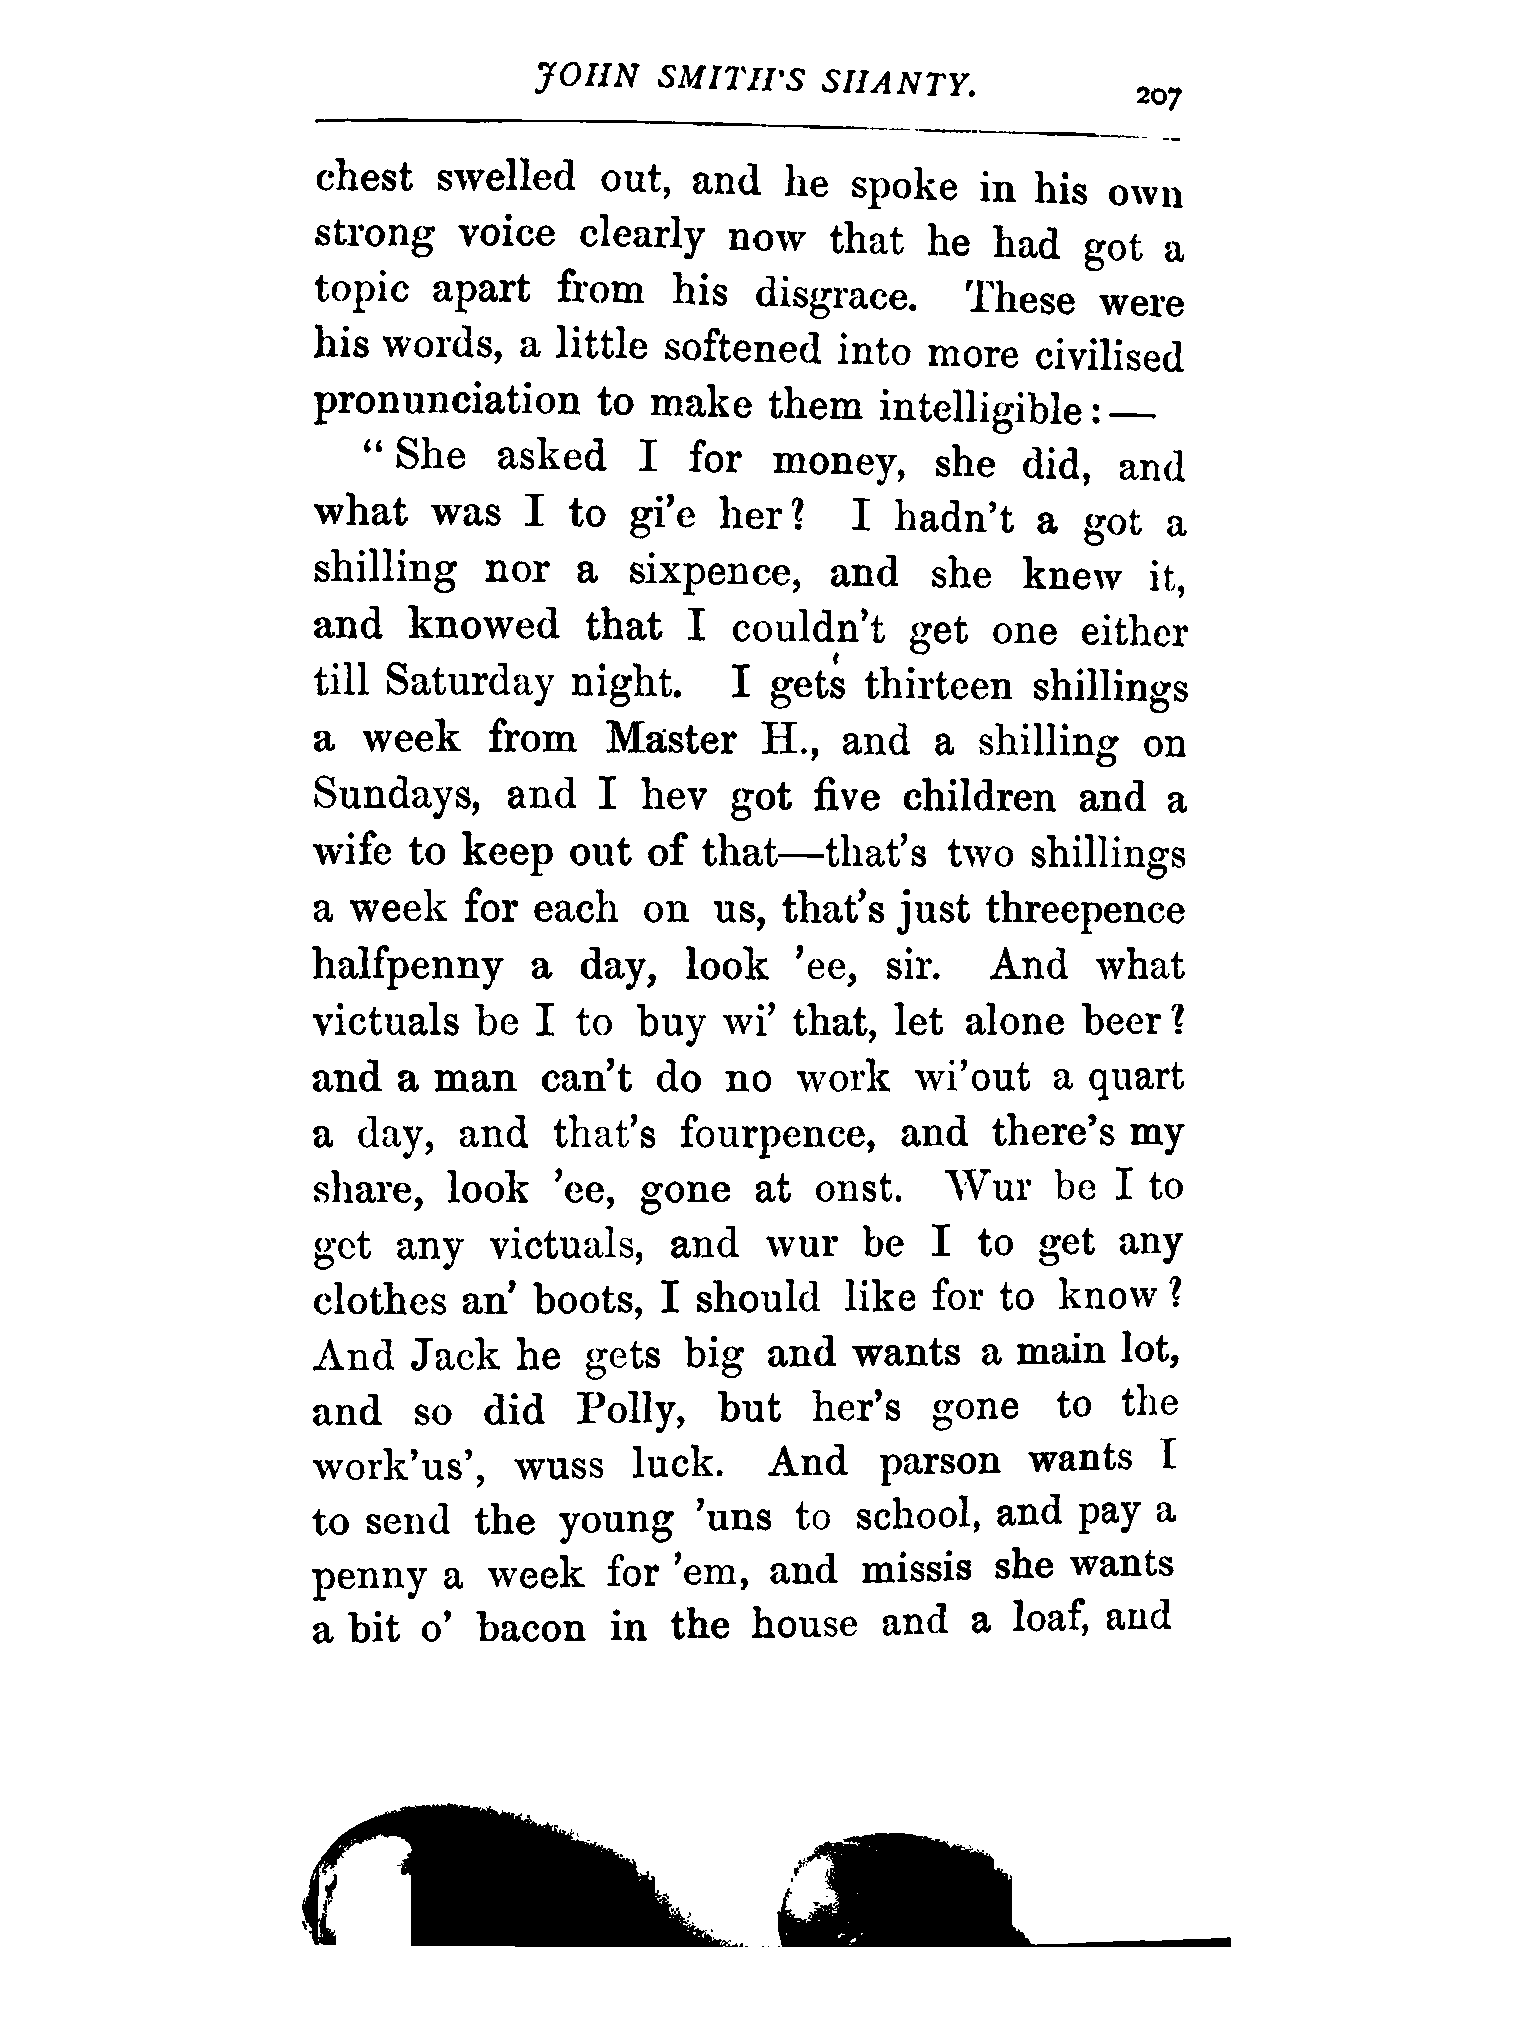 JOHN SMITH'S SHANTY. 207
chest swelled out, and he spoke in his own
strong voice clearly now that he had got a
topic apart from his disgrace. These were
his words, a little softened into more civilised
pronunciation to make them intelligible:—
"She asked I for money, she did, and
what was I to gi'e her? I hadn't a got a
shilling nor a sixpence, and she knew it,
and knowed that I couldn't get one either
till Saturday night. I gets thirteen shillings
a week from Master H., and a shilling on
Sundays, and I hev got five children and a
wife to keep out of that—that's two shillings
a week for each on us, that's just threepence
halfpenny a day, look 'ee, sir. And what
victuals be I to buy wi' that, let alone beer?
and a man can't do no work wi'out a quart
a day, and that's fourpence, and there's my
share, look 'ee, gone at onst. Wur be I to
get any victuals, and wur be I to get any
clothes an' boots, I should like for to know?
And Jack he gets big and wants a main lot,
and so did Polly, but her's gone to the
work'us', wuss luck. And parson wants I
to send the young 'uns to school, and pay a
penny a week for 'em, and missis she wants
a bit o' bacon in the house and a loaf, and